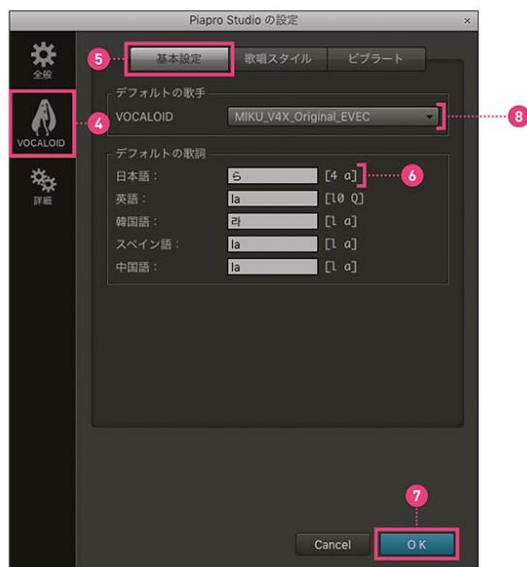 Piapro Studio の設定 ×
全般
VOCALOID
詳細
4
5
基本設定 歌唱スタイル ビブラート
デフォルトの歌手
VOCALOID MIKU_V4X_Original_EVEC
8
デフォルトの歌詞
日本語： ら [4 a]
6
英語： la [l0 Q]
韓国語： 라 [l a]
スペイン語： la [l a]
中国語： la [l a]
7
Cancel OK